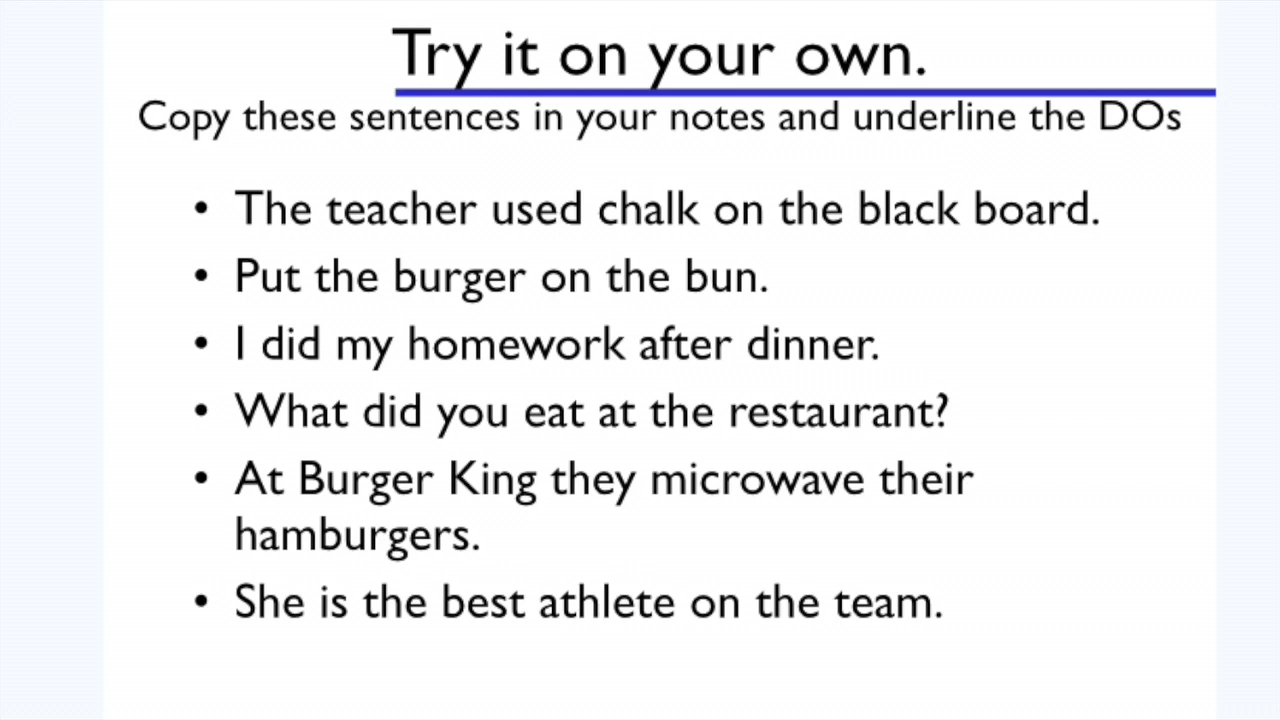 Try it on your own.
Copy these sentences in your notes and underline the DOs
• The teacher used chalk on the black board.
• Put the burger on the bun.
• I did my homework after dinner.
• What did you eat at the restaurant?
• At Burger King they microwave their
hamburgers.
• She is the best athlete on the team.